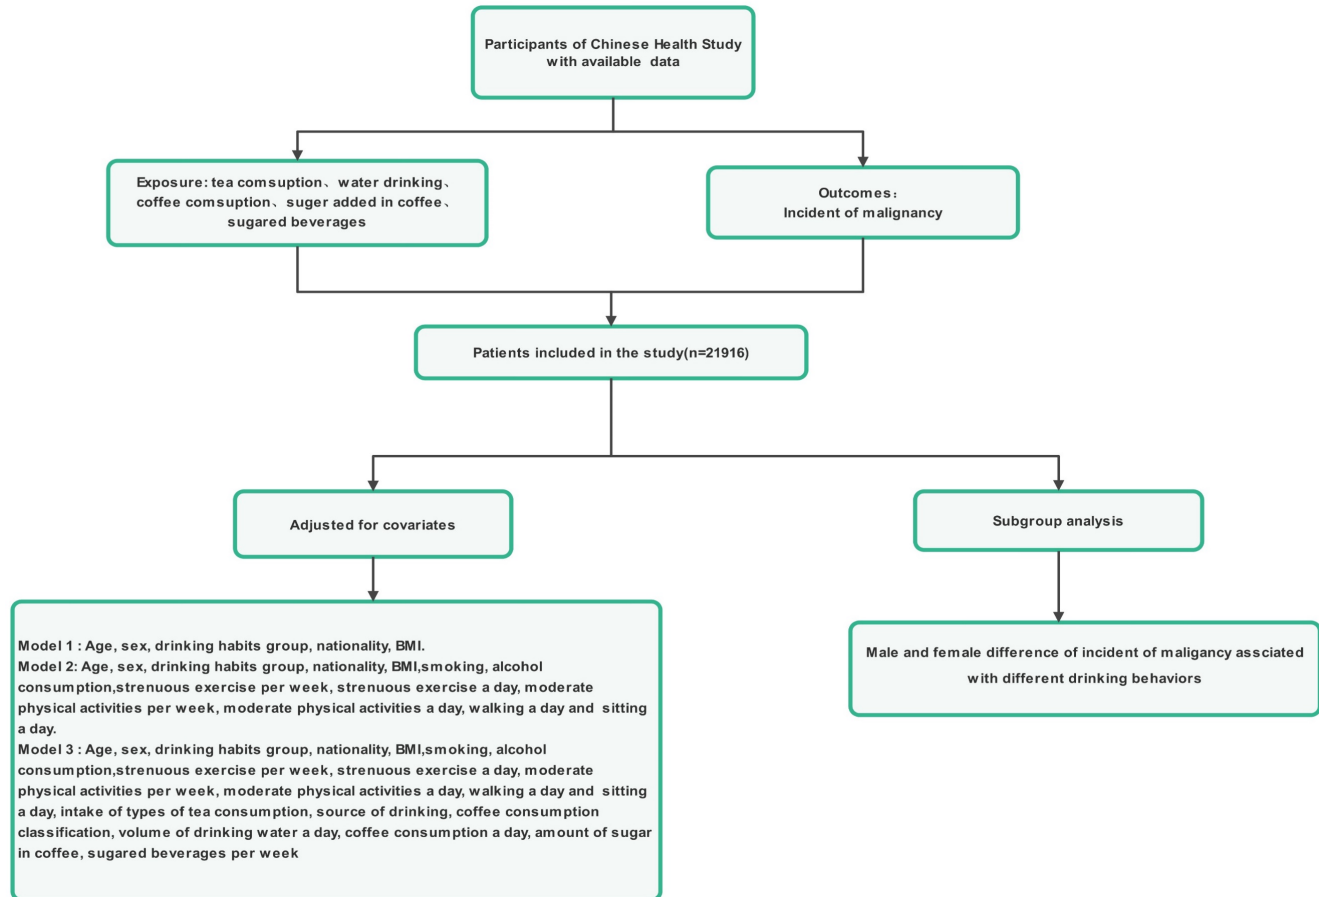 Participants of Chinese Health Study
with available data
Exposure: tea comsuption、water drinking、
coffee comsuption、suger added in coffee、
sugared beverages
Outcomes：
Incident of malignancy
Patients included in the study(n=21916)
Adjusted for covariates
Subgroup analysis
Model 1 : Age, sex, drinking habits group, nationality, BMI.
Model 2: Age, sex, drinking habits group, nationality, BMI,smoking, alcohol
consumption,strenuous exercise per week, strenuous exercise a day, moderate
physical activities per week, moderate physical activities a day, walking a day and sitting
a day.
Model 3 : Age, sex, drinking habits group, nationality, BMI,smoking, alcohol
consumption,strenuous exercise per week, strenuous exercise a day, moderate
physical activities per week, moderate physical activities a day, walking a day and sitting
a day, intake of types of tea consumption, source of drinking, coffee consumption
classification, volume of drinking water a day, coffee consumption a day, amount of sugar
in coffee, sugared beverages per week
Male and female difference of incident of maligancy assciated
with different drinking behaviors